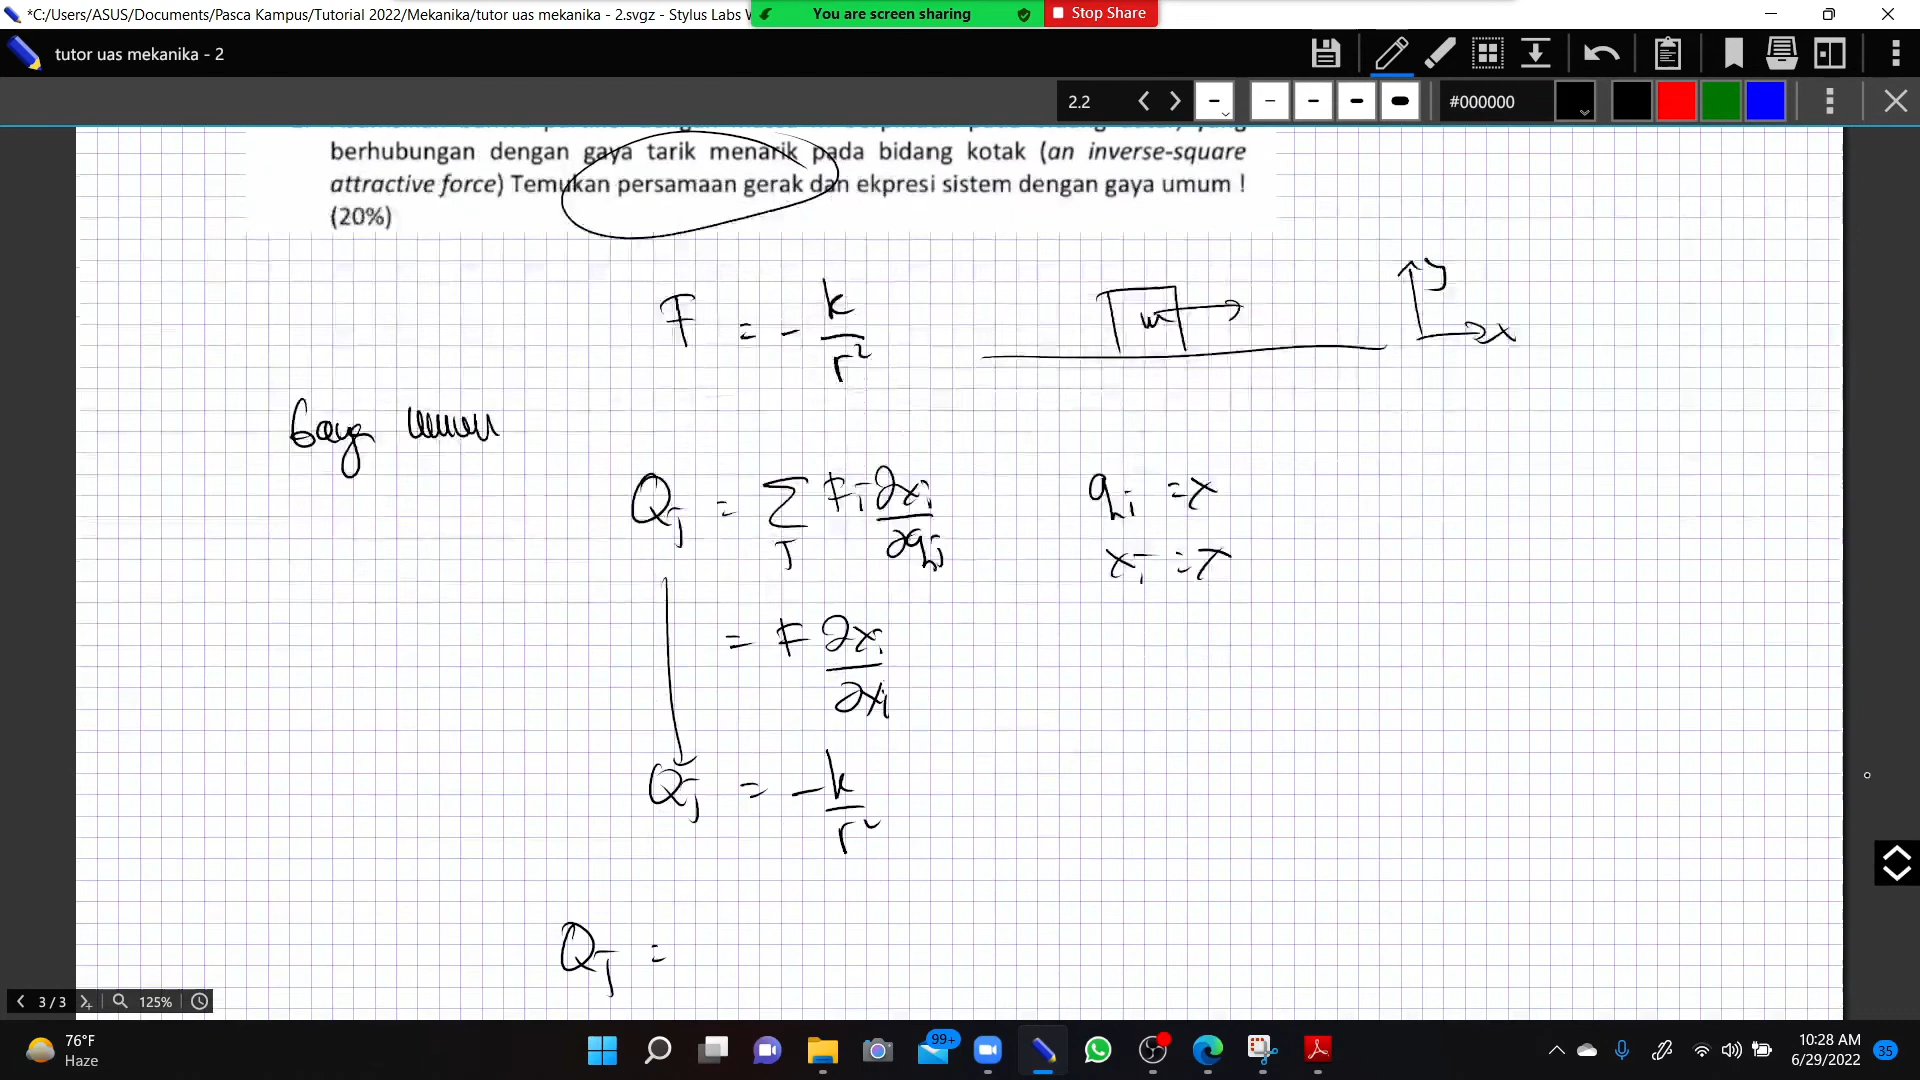 *C:/Users/ASUS/Documents/Pasca Kampus/Tutorial 2022/Mekanika/tutor uas mekanika - 2.svgz - Stylus Labs W
You are screen sharing
Stop Share
tutor uas mekanika - 2
2.2
#000000
berhubungan dengan gaya tarik menarik pada bidang kotak (an inverse-square
attractive force) Temukan persamaan gerak dan ekpresi sistem dengan gaya umum !
(20%)
F = - k/r²
m
y
x
Gaya umum
Qj = Σj Fi ∂xi/∂qj
qi = x
xi = x
= F ∂xi/∂xi
Qj = -k/r²
Qj =
3/3
125%
76°F
Haze
99+
10:28 AM
6/29/2022
35